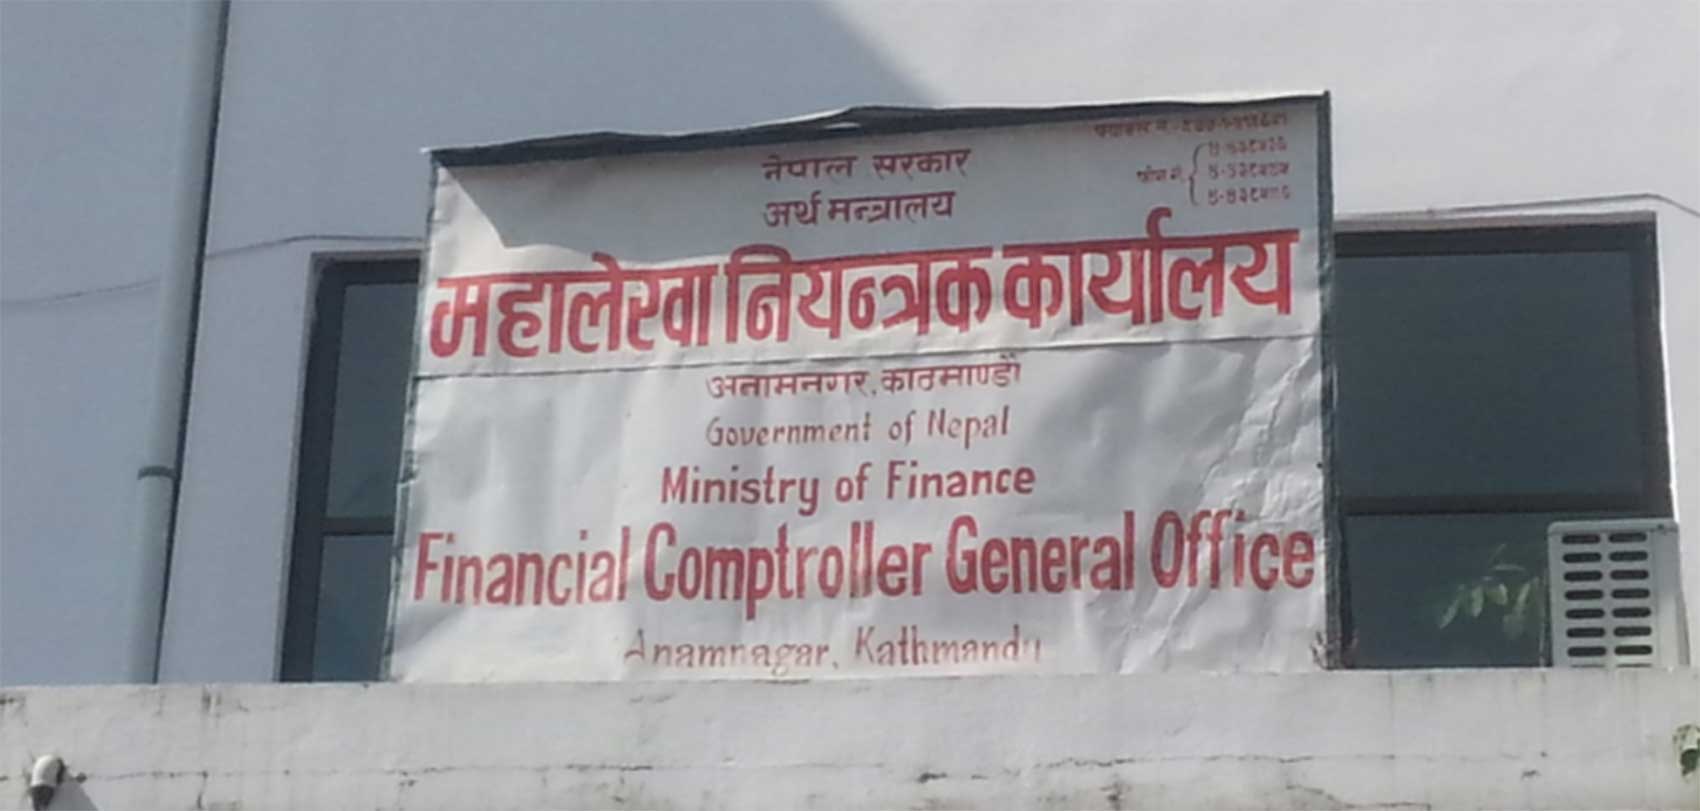 नेपाल सरकार
अर्थ मन्त्रालय
महालेखा नियन्त्रक कार्यालय
अनामनगर, काठमाण्डौं
Government of Nepal
Ministry of Finance
Financial Comptroller General Office
Anamnagar, Kathmandu